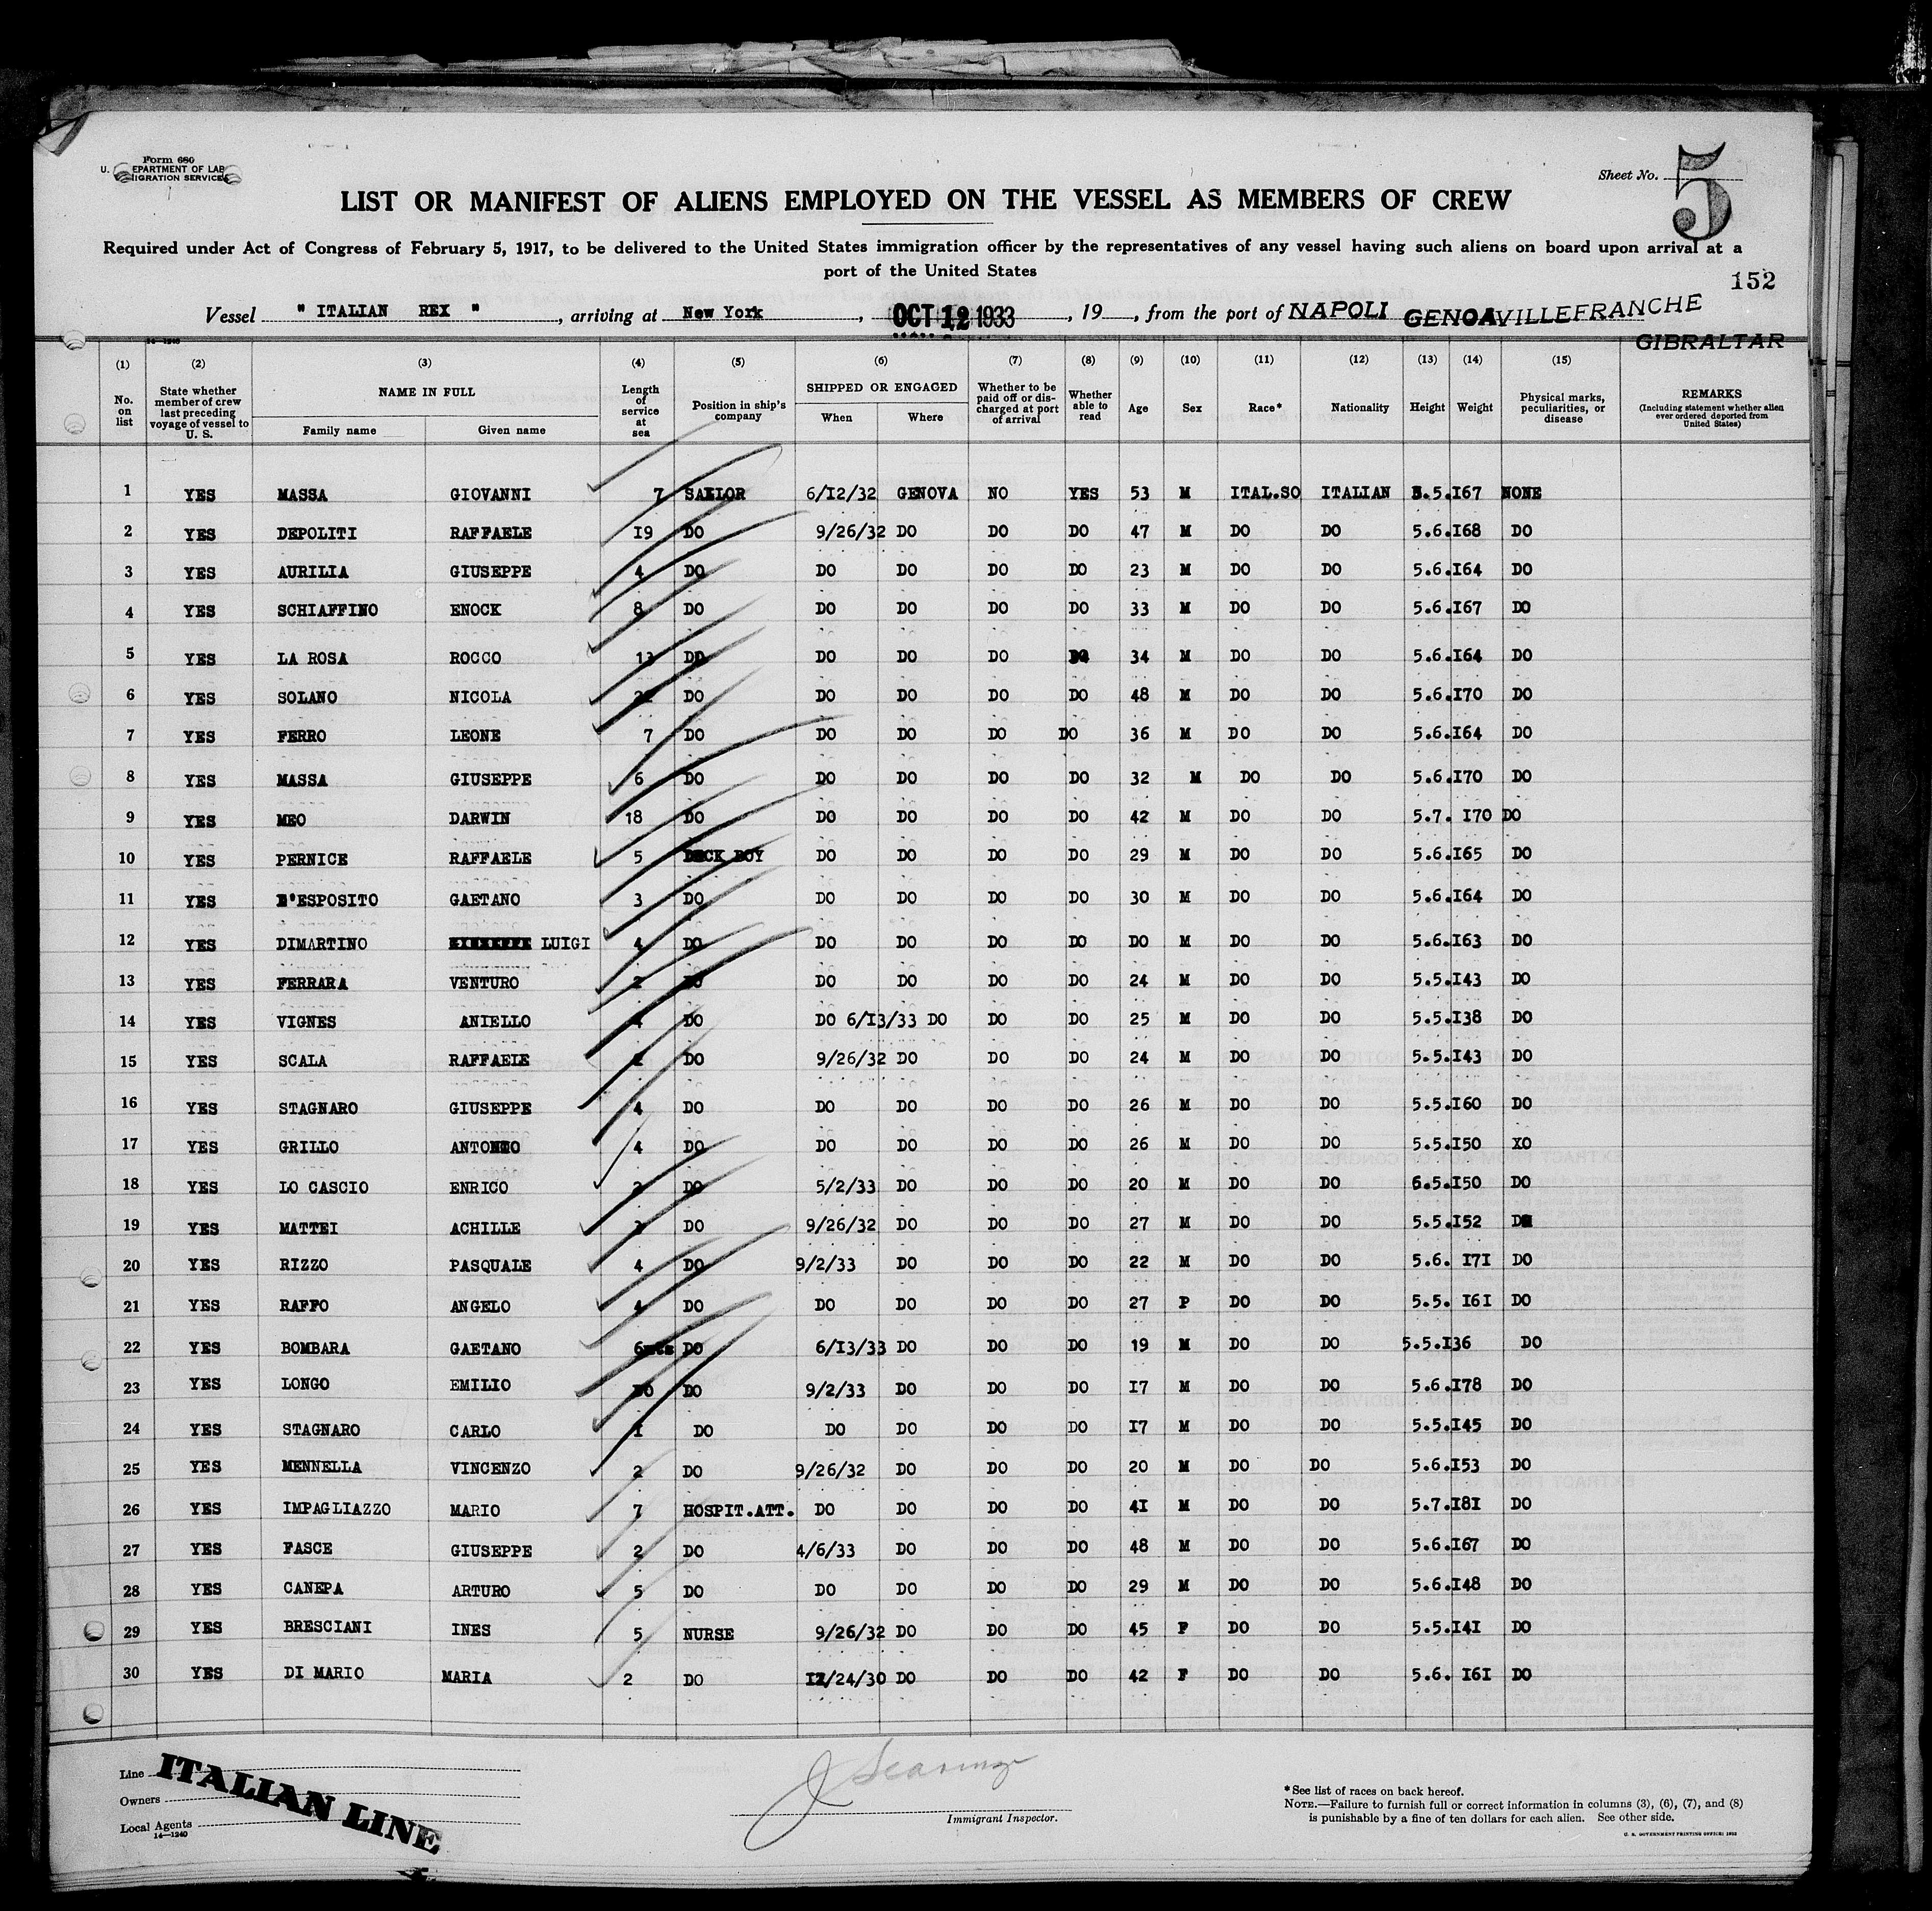 Form 680
U. EPARTMENT OF LAB
IGRATION SERVICE
Sheet No. 5
LIST OR MANIFEST OF ALIENS EMPLOYED ON THE VESSEL AS MEMBERS OF CREW
Required under Act of Congress of February 5, 1917, to be delivered to the United States immigration officer by the representatives of any vessel having such aliens on board upon arrival at a
port of the United States
152
Vessel " ITALIAN REX " , arriving at New York , OCT 12 1933 , 19 , from the port of NAPOLI GENOA VILLEFRANCHE
GIBRALTAR
(1) (2) (3) (4) (5) (6) (7) (8) (9) (10) (11) (12) (13) (14) (15)
No. on list State whether member of crew last preceding voyage of vessel to U. S. NAME IN FULL Family name Given name Length of service at sea Position in ship's company SHIPPED OR ENGAGED When Where Whether to be paid off or discharged at port of arrival Whether able to read Age Sex Race* Nationality Height Weight Physical marks, peculiarities, or disease REMARKS (Including statement whether alien ever ordered deported from United States)
1 YES MASSA GIOVANNI 7 SAILOR 6/12/32 GENOVA NO YES 53 M ITAL.SO ITALIAN 5.5. I67 NONE
2 YES DEPOLITI RAFFAELE I9 DO 9/26/32 DO DO DO 47 M DO DO 5.6. I68 DO
3 YES AURILIA GIUSEPPE 4 DO DO DO DO DO 23 M DO DO 5.6. I64 DO
4 YES SCHIAFFINO ENOCK 8 DO DO DO DO DO 33 M DO DO 5.6. I67 DO
5 YES LA ROSA ROCCO DO DO DO DO 34 M DO DO 5.6. I64 DO
6 YES SOLANO NICOLA DO DO DO DO DO 48 M DO DO 5.6. I70 DO
7 YES FERRO LEONE 7 DO DO DO DO DO 36 M DO DO 5.6. I64 DO
8 YES MASSA GIUSEPPE 6 DO DO DO DO DO 32 M DO DO 5.6. I70 DO
9 YES MEO DARWIN 18 DO DO DO DO DO 42 M DO DO 5.7. I70 DO
10 YES PERNICE RAFFAELE 5 DECK BOY DO DO DO DO 29 M DO DO 5.6. I65 DO
11 YES D'ESPOSITO GAETANO 3 DO DO DO DO DO 30 M DO DO 5.6. I64 DO
12 YES DIMARTINO LUIGI 4 DO DO DO DO DO DO M DO DO 5.6. I63 DO
13 YES FERRARA VENTURO 2 DO DO DO DO DO 24 M DO DO 5.5. I43 DO
14 YES VIGNES ANIELLO 4 DO DO 6/I3/33 DO DO DO 25 M DO DO 5.5. I38 DO
15 YES SCALA RAFFAELE DO 9/26/32 DO DO DO 24 M DO DO 5.5. I43 DO
16 YES STAGNARO GIUSEPPE 4 DO DO DO DO DO 26 M DO DO 5.5. I60 DO
17 YES GRILLO ANTONIO 4 DO DO DO DO DO 26 M DO DO 5.5. I50 XO
18 YES LO CASCIO ENRICO 2 DO 5/2/33 DO DO DO 20 M DO DO 6.5. I50 DO
19 YES MATTEI ACHILLE DO 9/26/32 DO DO DO 27 M DO DO 5.5. I52 DO
20 YES RIZZO PASQUALE 4 DO 9/2/33 DO DO DO 22 M DO DO 5.6. I7I DO
21 YES RAFFO ANGELO 4 DO DO DO DO DO 27 P DO DO 5.5. I6I DO
22 YES BOMBARA GAETANO DO 6/I3/33 DO DO DO 19 M DO DO 5.5. I36 DO
23 YES LONGO EMILIO DO DO 9/2/33 DO DO DO I7 M DO DO 5.6. I78 DO
24 YES STAGNARO CARLO I DO DO DO DO DO I7 M DO DO 5.5. I45 DO
25 YES MENNELLA VINCENZO 2 DO 9/26/32 DO DO DO 20 M DO DO 5.6. I53 DO
26 YES IMPAGLIAZZO MARIO 7 HOSPIT.ATT. DO DO DO DO 4I M DO DO 5.7. I8I DO
27 YES FASCE GIUSEPPE 2 DO 4/6/33 DO DO DO 48 M DO DO 5.6. I67 DO
28 YES CANEPA ARTURO 5 DO DO DO DO DO 29 M DO DO 5.6. I48 DO
29 YES BRESCIANI INES 5 NURSE 9/26/32 DO DO DO 45 F DO DO 5.5. I4I DO
30 YES DI MARIO MARIA 2 DO 12/24/30 DO DO DO 42 F DO DO 5.6. I6I DO
Line ITALIAN LINE
Owners
Local Agents
14—1240
Immigrant Inspector.
* See list of races on back hereof.
NOTE.—Failure to furnish full or correct information in columns (3), (6), (7), and (8)
is punishable by a fine of ten dollars for each alien. See other side.
U. S. GOVERNMENT PRINTING OFFICE: 1932